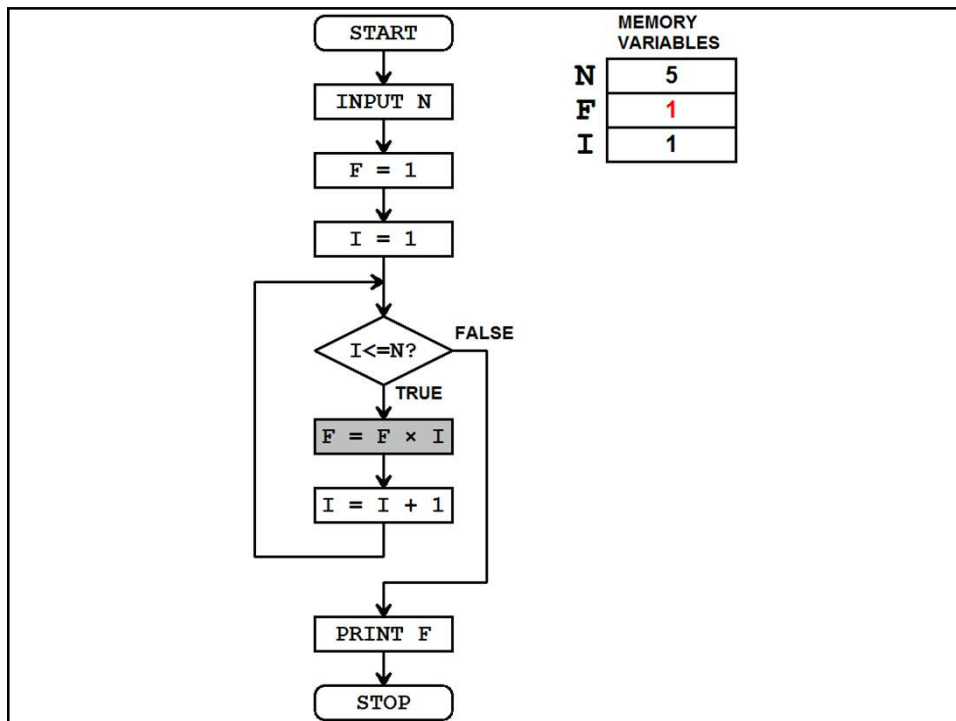 START
INPUT N
F = 1
I = 1
I<=N?
FALSE
TRUE
F = F × I
I = I + 1
PRINT F
STOP
MEMORY
VARIABLES
N 5
F 1
I 1